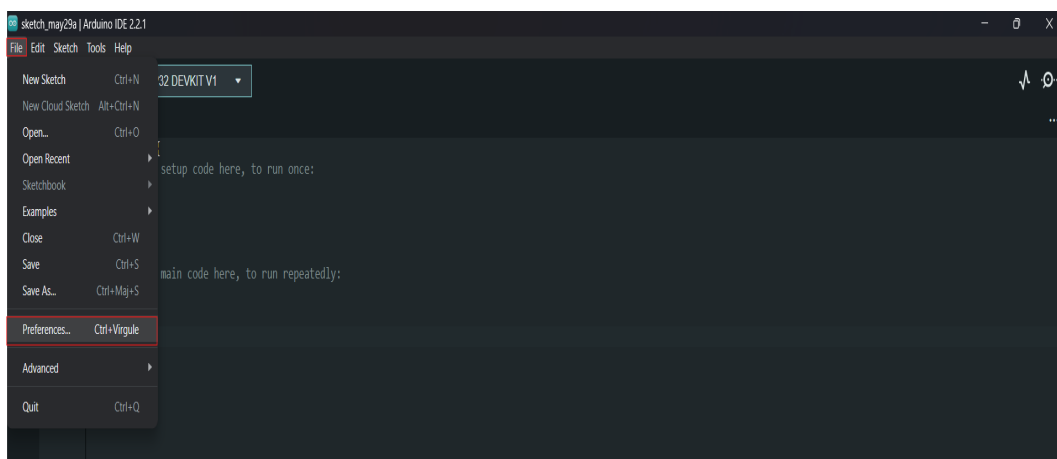 sketch_may29a | Arduino IDE 2.2.1
File Edit Sketch Tools Help
New Sketch Ctrl+N
32 DEVKIT V1
New Cloud Sketch Alt+Ctrl+N
Open... Ctrl+O
Open Recent
setup code here, to run once:
Sketchbook
Examples
Close Ctrl+W
Save Ctrl+S
main code here, to run repeatedly:
Save As... Ctrl+Maj+S
Preferences... Ctrl+Virgule
Advanced
Quit Ctrl+Q